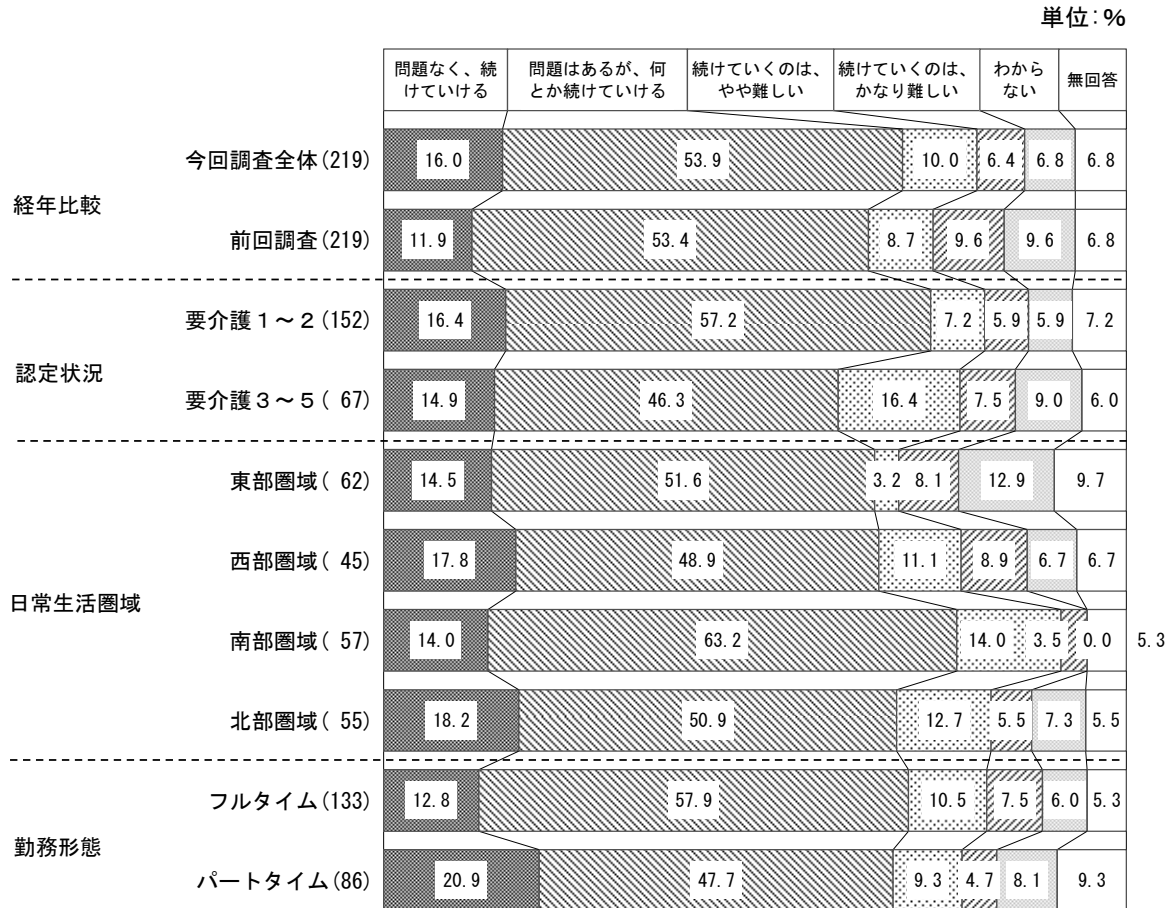 単位：％
問題なく、続
けていける
問題はあるが、何
とか続けていける
続けていくのは、
やや難しい
続けていくのは、
かなり難しい
わから
ない
無回答
経年比較
今回調査全体(219) 16.0 53.9 10.0 6.4 6.8 6.8
前回調査(219) 11.9 53.4 8.7 9.6 9.6 6.8
認定状況
要介護１～２(152) 16.4 57.2 7.2 5.9 5.9 7.2
要介護３～５( 67) 14.9 46.3 16.4 7.5 9.0 6.0
日常生活圏域
東部圏域( 62) 14.5 51.6 3.2 8.1 12.9 9.7
西部圏域( 45) 17.8 48.9 11.1 8.9 6.7 6.7
南部圏域( 57) 14.0 63.2 14.0 3.5 0.0 5.3
北部圏域( 55) 18.2 50.9 12.7 5.5 7.3 5.5
勤務形態
フルタイム(133) 12.8 57.9 10.5 7.5 6.0 5.3
パートタイム(86) 20.9 47.7 9.3 4.7 8.1 9.3